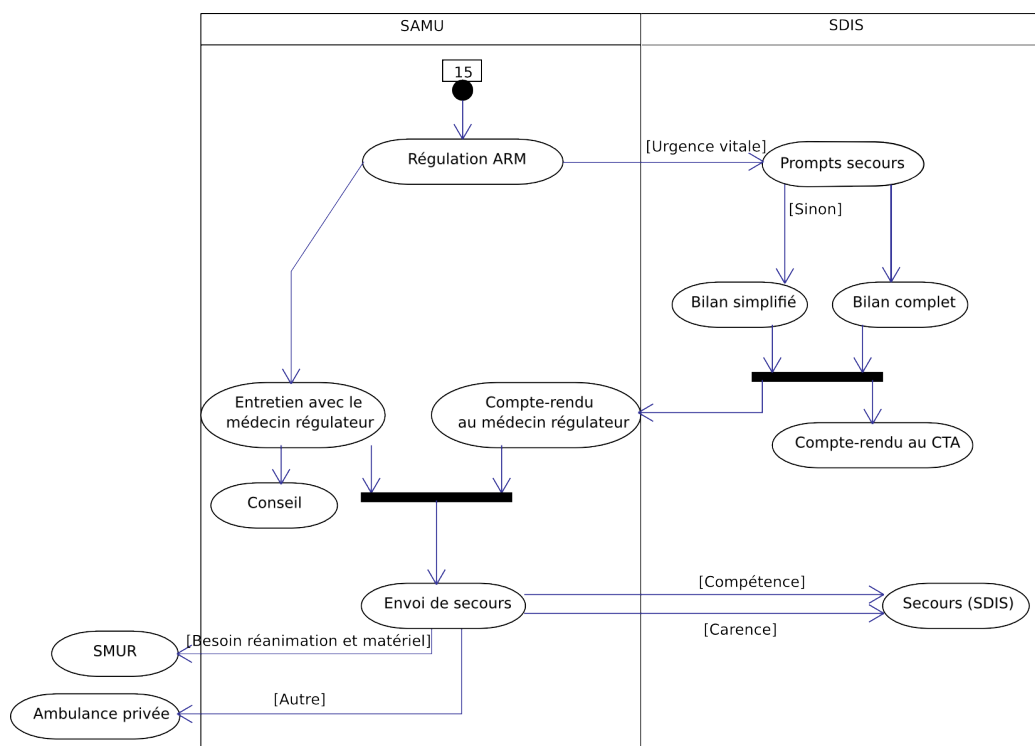 SAMU
SDIS
15
Régulation ARM
[Urgence vitale]
Prompts secours
[Sinon]
Bilan simplifié
Bilan complet
Entretien avec le
médecin régulateur
Compte-rendu
au médecin régulateur
Compte-rendu au CTA
Conseil
Envoi de secours
[Compétence]
[Carence]
Secours (SDIS)
[Besoin réanimation et matériel]
SMUR
[Autre]
Ambulance privée